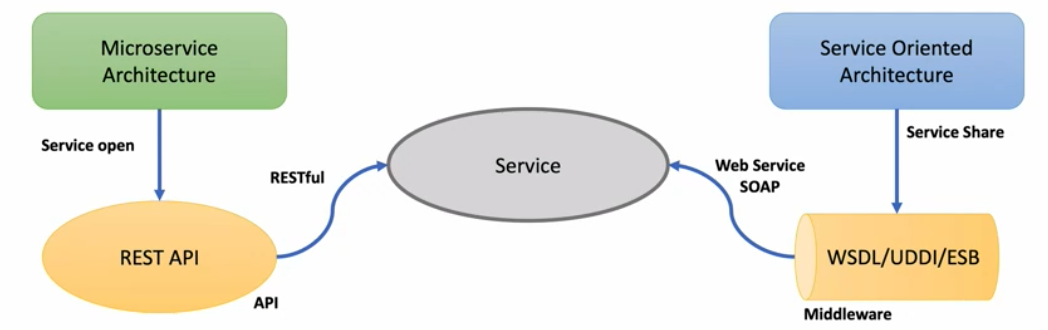 Microservice
Architecture
Service Oriented
Architecture
Service open
Service Share
RESTful
Service
Web Service
SOAP
REST API
WSDL/UDDI/ESB
API
Middleware